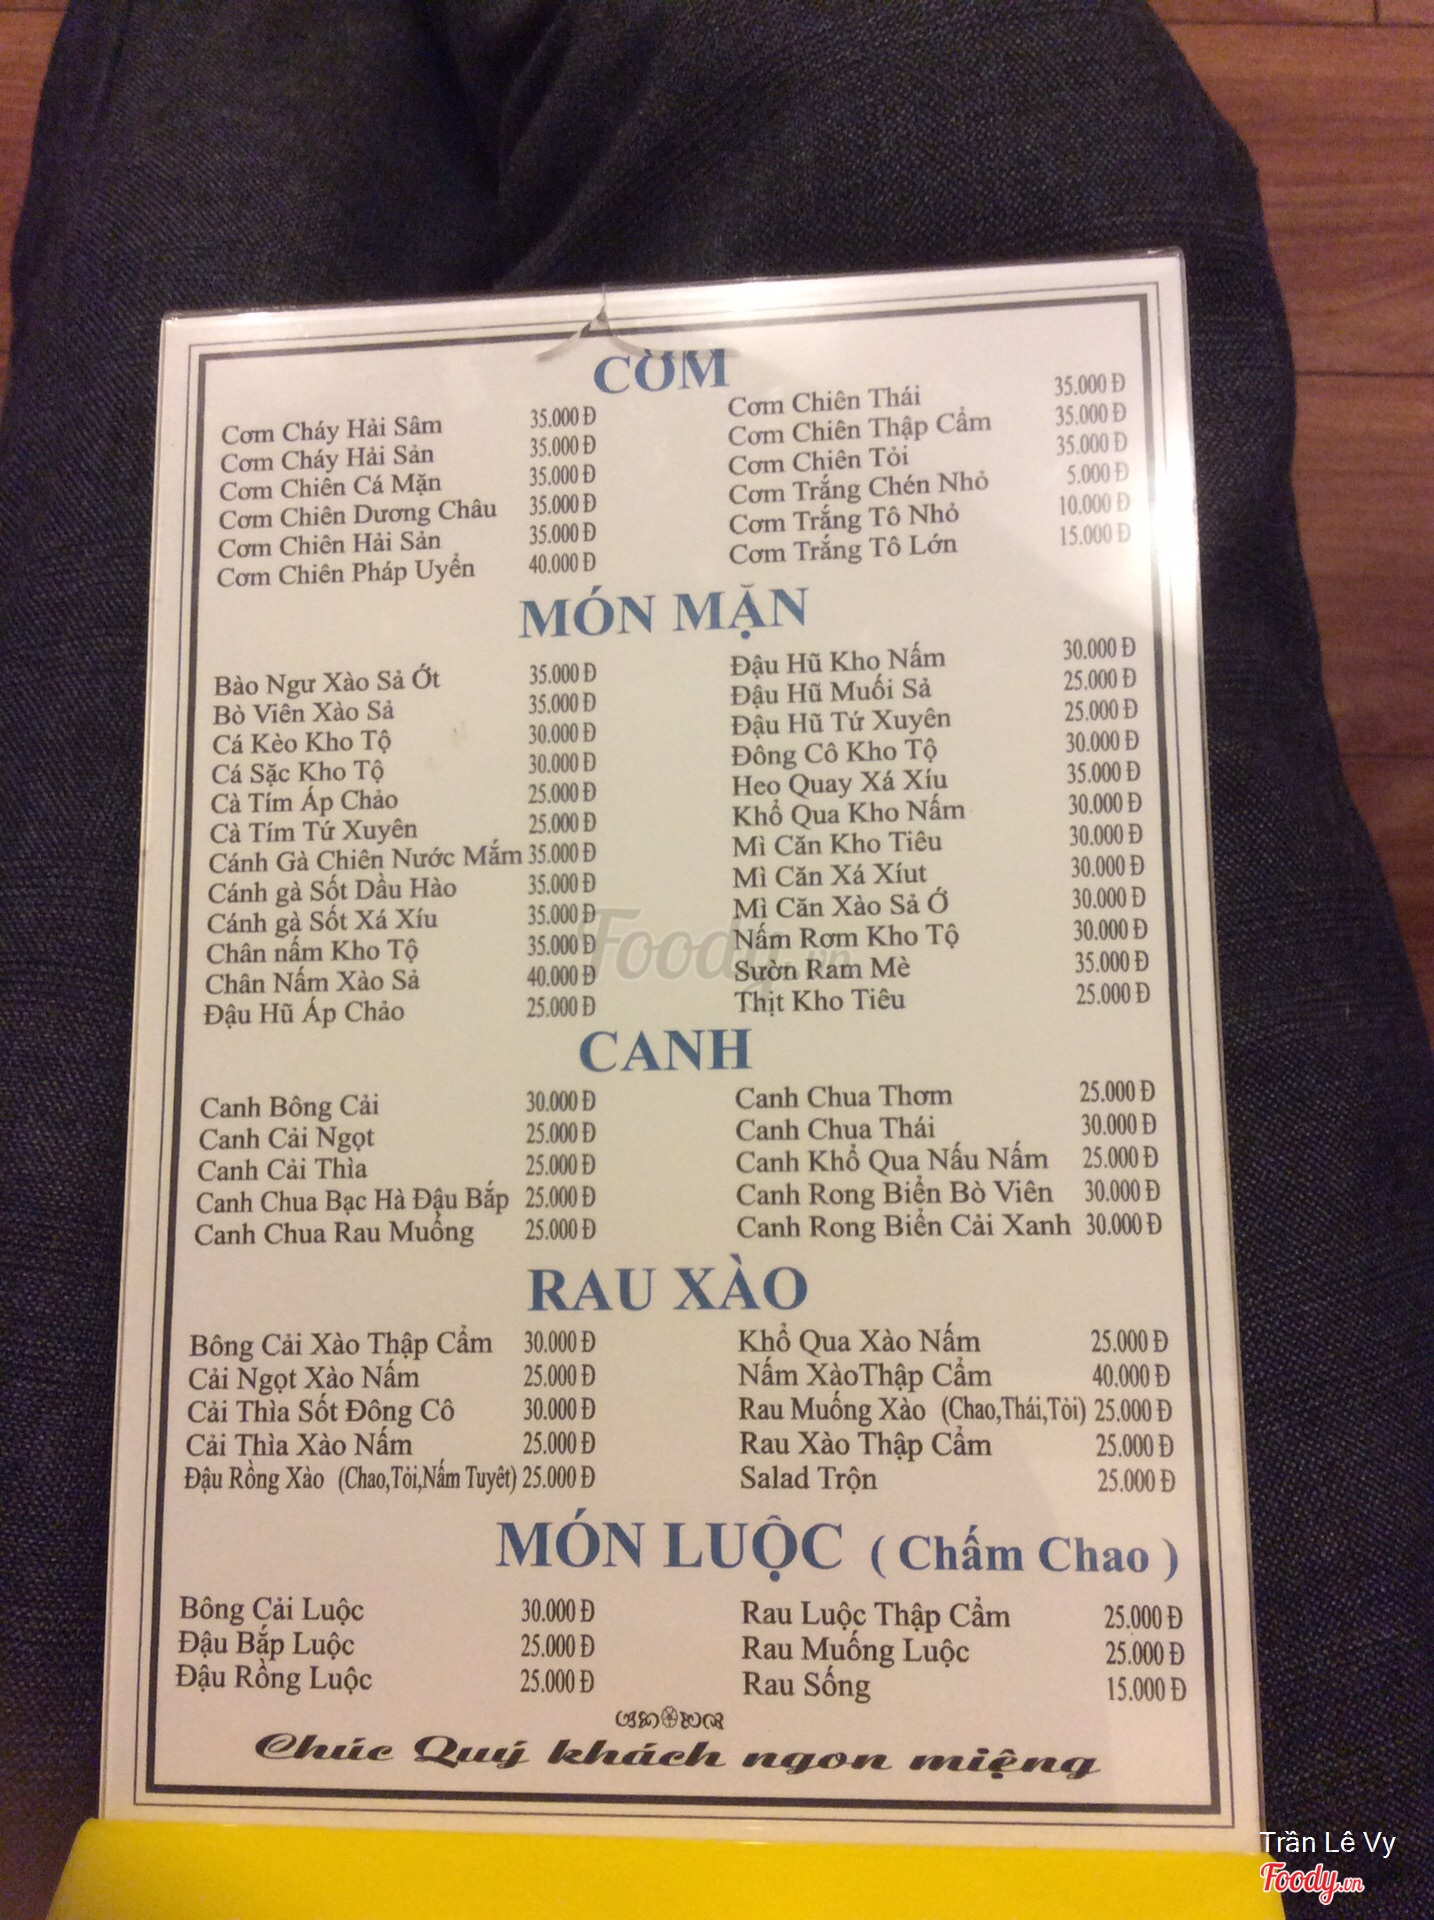 CƠM
Cơm Cháy Hải Sâm 35.000 Đ
Cơm Cháy Hải Sản 35.000 Đ
Cơm Chiên Cá Mặn 35.000 Đ
Cơm Chiên Dương Châu 35.000 Đ
Cơm Chiên Hải Sản 35.000 Đ
Cơm Chiên Pháp Uyển 40.000 Đ
Cơm Chiên Thái 35.000 Đ
Cơm Chiên Thập Cẩm 35.000 Đ
Cơm Chiên Tỏi 35.000 Đ
Cơm Trắng Chén Nhỏ 5.000 Đ
Cơm Trắng Tô Nhỏ 10.000 Đ
Cơm Trắng Tô Lớn 15.000 Đ
MÓN MẶN
Bào Ngư Xào Sả Ớt 35.000 Đ
Bò Viên Xào Sả 35.000 Đ
Cá Kèo Kho Tộ 30.000 Đ
Cá Sặc Kho Tộ 30.000 Đ
Cà Tím Áp Chảo 25.000 Đ
Cà Tím Tứ Xuyên 25.000 Đ
Cánh Gà Chiên Nước Mắm 35.000 Đ
Cánh gà Sốt Dầu Hào 35.000 Đ
Cánh gà Sốt Xá Xíu 35.000 Đ
Chân nấm Kho Tộ 35.000 Đ
Chân Nấm Xào Sả 40.000 Đ
Đậu Hũ Áp Chảo 25.000 Đ
Đậu Hũ Kho Nấm 30.000 Đ
Đậu Hũ Muối Sả 25.000 Đ
Đậu Hũ Tứ Xuyên 25.000 Đ
Đông Cô Kho Tộ 30.000 Đ
Heo Quay Xá Xíu 35.000 Đ
Khổ Qua Kho Nấm 30.000 Đ
Mì Căn Kho Tiêu 30.000 Đ
Mì Căn Xá Xíut 30.000 Đ
Mì Căn Xào Sả Ớ 30.000 Đ
Nấm Rơm Kho Tộ 30.000 Đ
Sườn Ram Mè 35.000 Đ
Thịt Kho Tiêu 25.000 Đ
Foody.vn
CANH
Canh Bông Cải 30.000 Đ
Canh Cải Ngọt 25.000 Đ
Canh Cải Thìa 25.000 Đ
Canh Chua Bạc Hà Đậu Bắp 25.000 Đ
Canh Chua Rau Muống 25.000 Đ
Canh Chua Thơm 25.000 Đ
Canh Chua Thái 30.000 Đ
Canh Khổ Qua Nấu Nấm 25.000 Đ
Canh Rong Biển Bò Viên 30.000 Đ
Canh Rong Biển Cải Xanh 30.000 Đ
RAU XÀO
Bông Cải Xào Thập Cẩm 30.000 Đ
Cải Ngọt Xào Nấm 25.000 Đ
Cải Thìa Sốt Đông Cô 30.000 Đ
Cải Thìa Xào Nấm 25.000 Đ
Đậu Rồng Xào (Chao,Tỏi,Nấm Tuyêt) 25.000 Đ
Khổ Qua Xào Nấm 25.000 Đ
Nấm XàoThập Cẩm 40.000 Đ
Rau Muống Xào (Chao,Thái,Tỏi) 25.000 Đ
Rau Xào Thập Cẩm 25.000 Đ
Salad Trộn 25.000 Đ
MÓN LUỘC ( Chấm Chao )
Bông Cải Luộc 30.000 Đ
Đậu Bắp Luộc 25.000 Đ
Đậu Rồng Luộc 25.000 Đ
Rau Luộc Thập Cẩm 25.000 Đ
Rau Muống Luộc 25.000 Đ
Rau Sống 15.000 Đ
Chúc Quý khách ngon miệng
Trần Lê Vy
Foody.vn